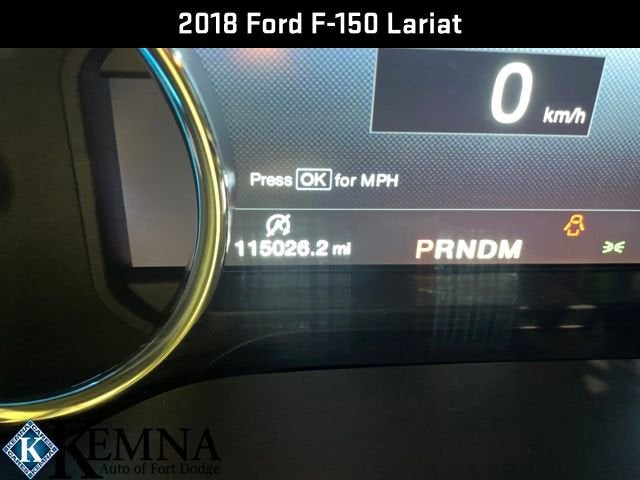 2018 Ford F-150 Lariat
0 km/h
Press OK for MPH
A
115026.2 mi PRNDM
K KEMNA
Auto of Fort Dodge